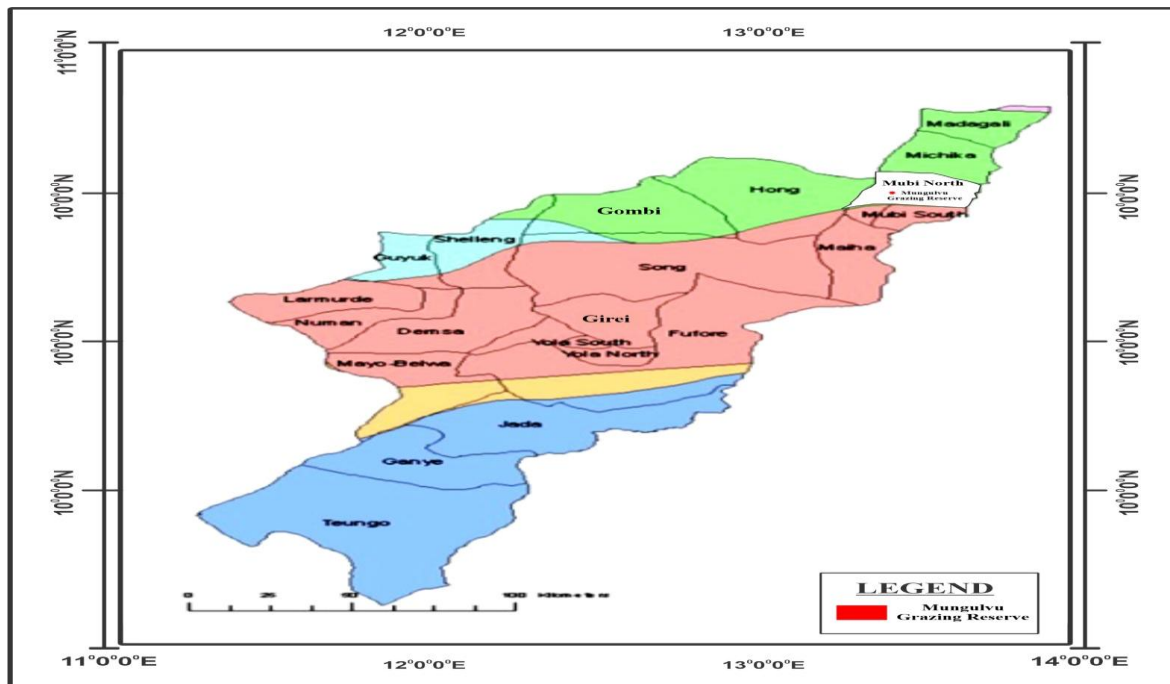 12°0'0"E 13°0'0"E
11°0'0"N
Madagali
Michika
Mubi North
Mungulvu
Grazing Reserve
10°0'0"N 10°0'0"N
Hong
Gombi
Mubi South
Shelleng
Guyuk
Maiha
Song
Larmurde
Numan
Girei
Demsa
Fufore
Yola South
Yola North
10°0'0"N 10°0'0"N
Mayo-Belwa
Jada
Ganye
10°0'0"N 10°0'0"N
Teungo
0 25 50 100 Kilometers
LEGEND
Mungulvu
Grazing Reserve
11°0'0"E 12°0'0"E 13°0'0"E 14°0'0"E